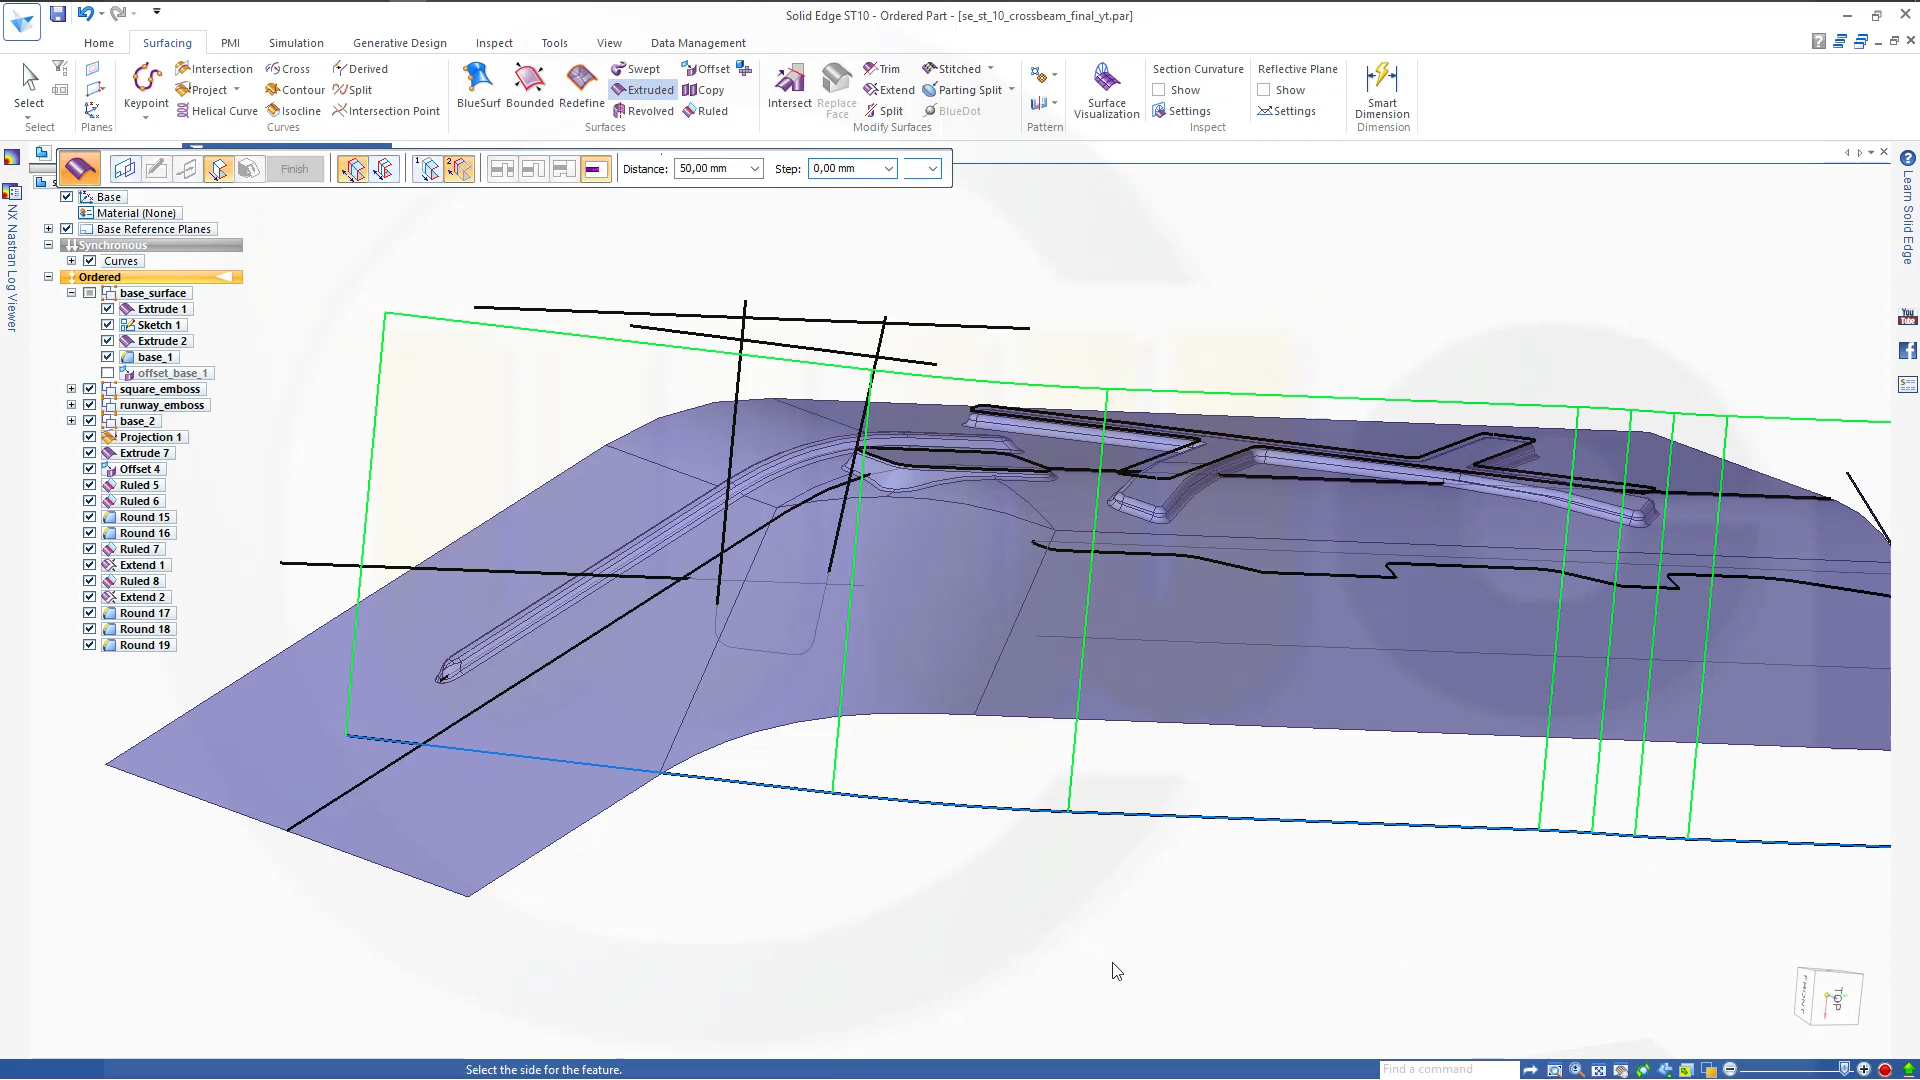 Solid Edge ST10 - Ordered Part - [se_st_10_crossbeam_final_yt.par]
Home Surfacing PMI Simulation Generative Design Inspect Tools View Data Management
Select
Select
Planes
Keypoint
Intersection Cross Derived
Project Contour Split
Helical Curve Isocline Intersection Point
Curves
BlueSurf Bounded Redefine
Swept Offset
Extruded Copy
Revolved Ruled
Surfaces
Intersect Replace Face
Trim Stitched
Extend Parting Split
Split BlueDot
Modify Surfaces
Pattern
Surface Visualization
Section Curvature
Show
Settings
Inspect
Reflective Plane
Show
Settings
Smart Dimension
Dimension
Finish
Distance: 50,00 mm Step: 0,00 mm
Base
Material (None)
Base Reference Planes
Synchronous
Curves
Ordered
base_surface
Extrude 1
Sketch 1
Extrude 2
base_1
offset_base_1
square_emboss
runway_emboss
base_2
Projection 1
Extrude 7
Offset 4
Ruled 5
Ruled 6
Round 15
Round 16
Ruled 7
Extend 1
Ruled 8
Extend 2
Round 17
Round 18
Round 19
NX Nastran Log Viewer
Learn Solid Edge
You
Tube
FRONT
TOP
Select the side for the feature.
Find a command